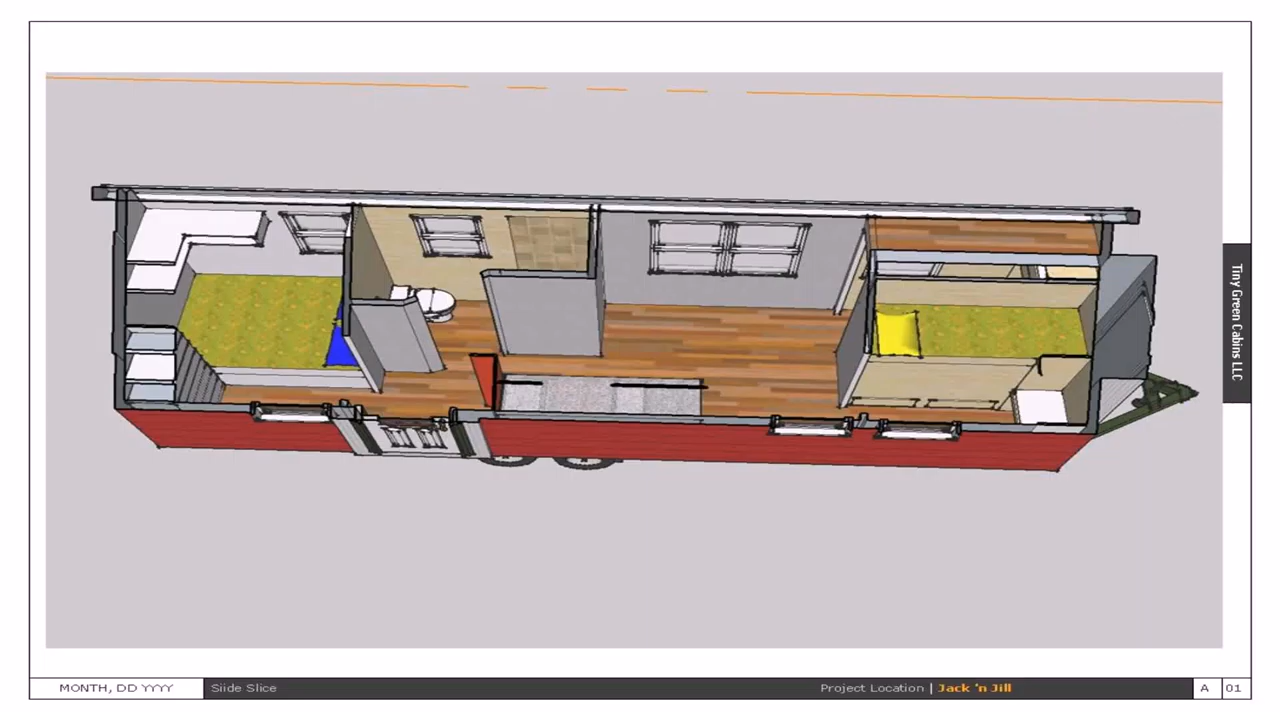 Tiny Green Cabins LLC
MONTH, DD YYYY
Siide Slice
Project Location | Jack 'n Jill
A 01